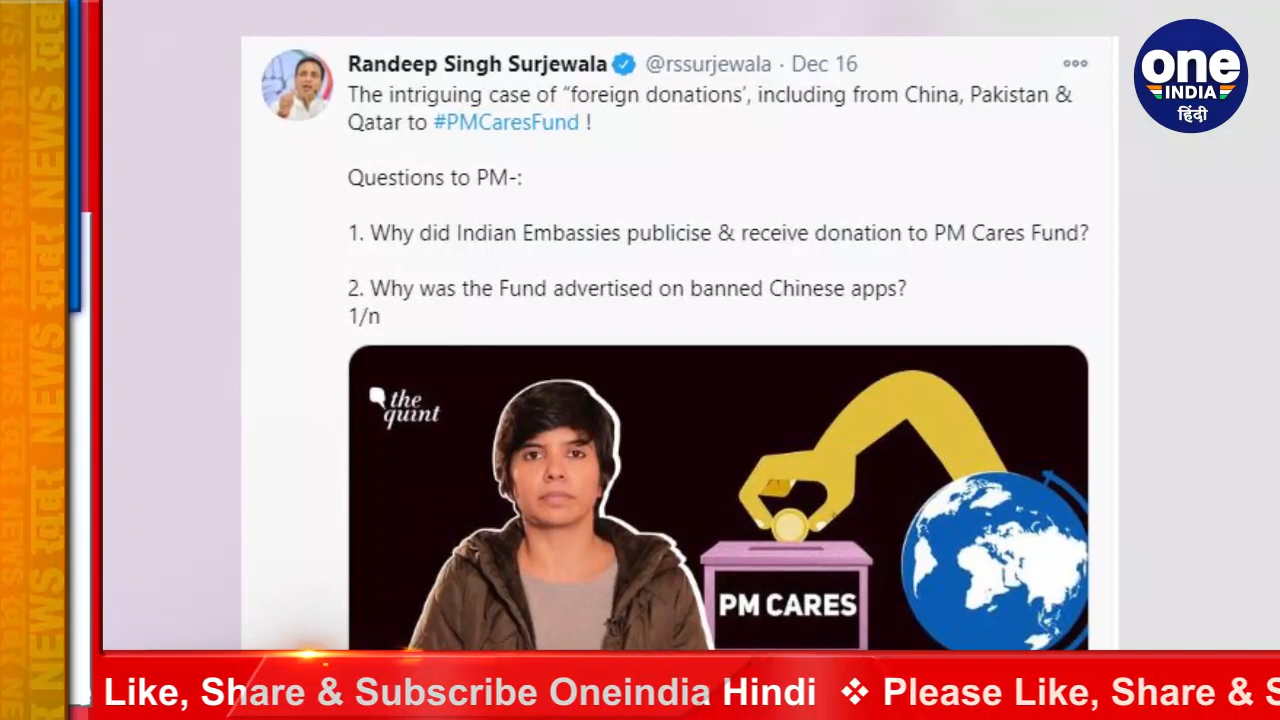 Randeep Singh Surjewala @rssurjewala · Dec 16
The intriguing case of “foreign donations’, including from China, Pakistan &
Qatar to #PMCaresFund !
Questions to PM-:
1. Why did Indian Embassies publicise & receive donation to PM Cares Fund?
2. Why was the Fund advertised on banned Chinese apps?
1/n
the
quint
PM CARES
one
INDIA
हिंदी
NEWS खबर NEWS
Like, Share & Subscribe Oneindia Hindi ❖ Please Like, Share & S